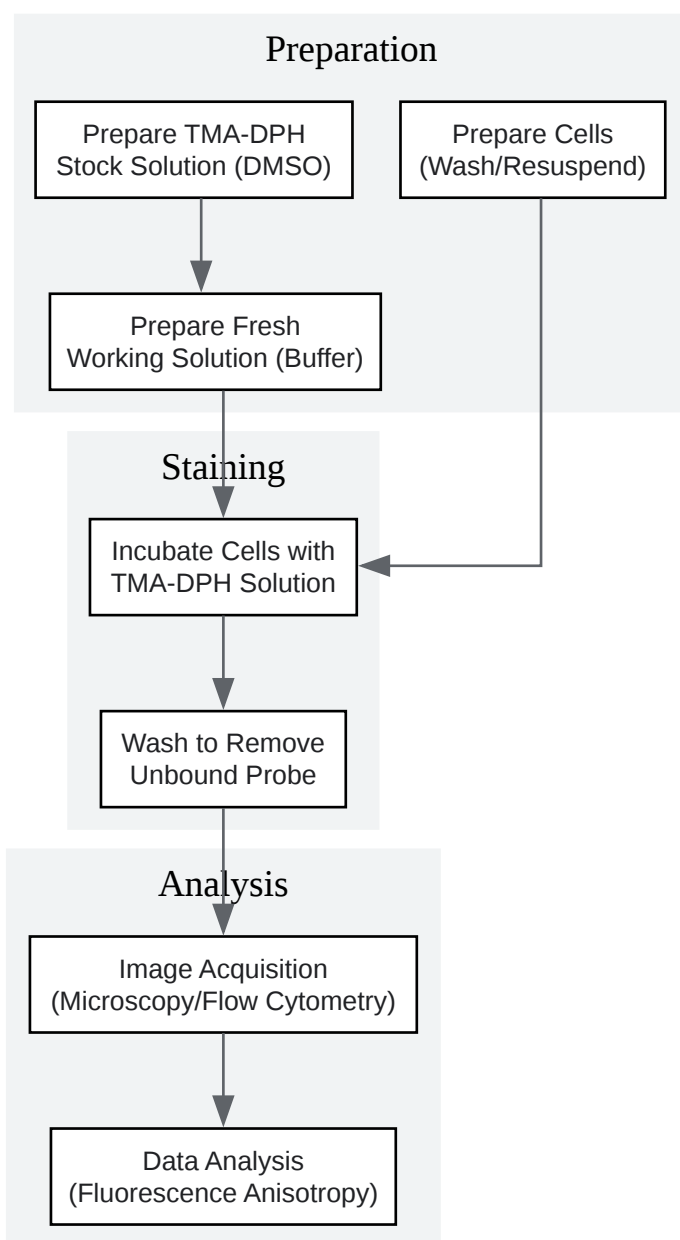 Preparation
Prepare TMA-DPH
Stock Solution (DMSO)
Prepare Cells
(Wash/Resuspend)
Prepare Fresh
Working Solution (Buffer)
Staining
Incubate Cells with
TMA-DPH Solution
Wash to Remove
Unbound Probe
Analysis
Image Acquisition
(Microscopy/Flow Cytometry)
Data Analysis
(Fluorescence Anisotropy)